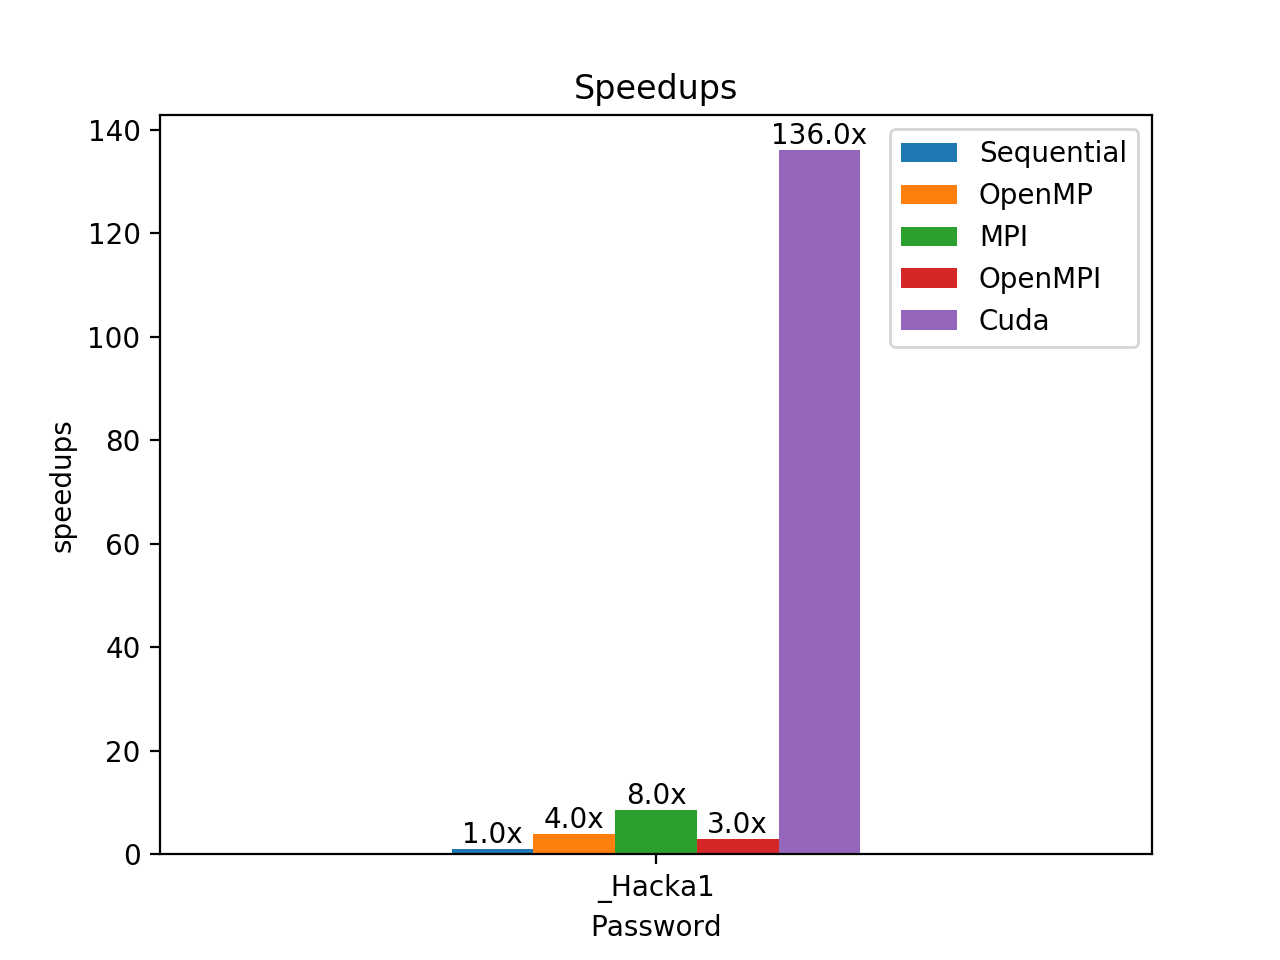 Speedups
140
120
100
80
60
40
20
0
speedups
136.0x
1.0x
4.0x
8.0x
3.0x
Sequential
OpenMP
MPI
OpenMPI
Cuda
_Hacka1
Password